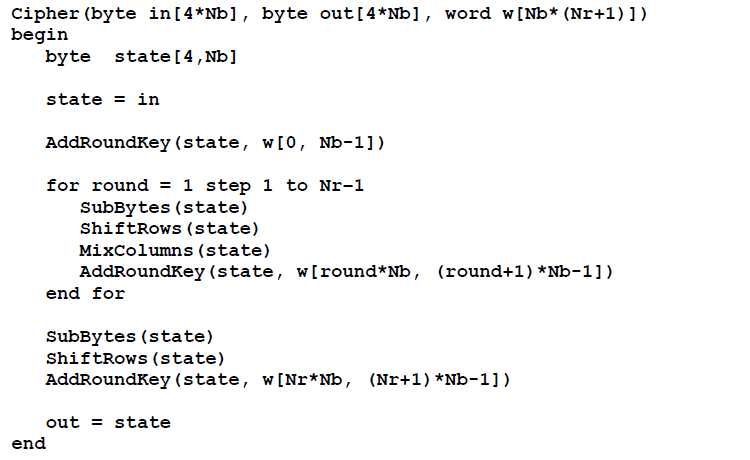 Cipher(byte in[4*Nb], byte out[4*Nb], word w[Nb*(Nr+1)])
begin
byte state[4,Nb]
state = in
AddRoundKey(state, w[0, Nb-1])
for round = 1 step 1 to Nr–1
SubBytes(state)
ShiftRows(state)
MixColumns(state)
AddRoundKey(state, w[round*Nb, (round+1)*Nb-1])
end for
SubBytes(state)
ShiftRows(state)
AddRoundKey(state, w[Nr*Nb, (Nr+1)*Nb-1])
out = state
end